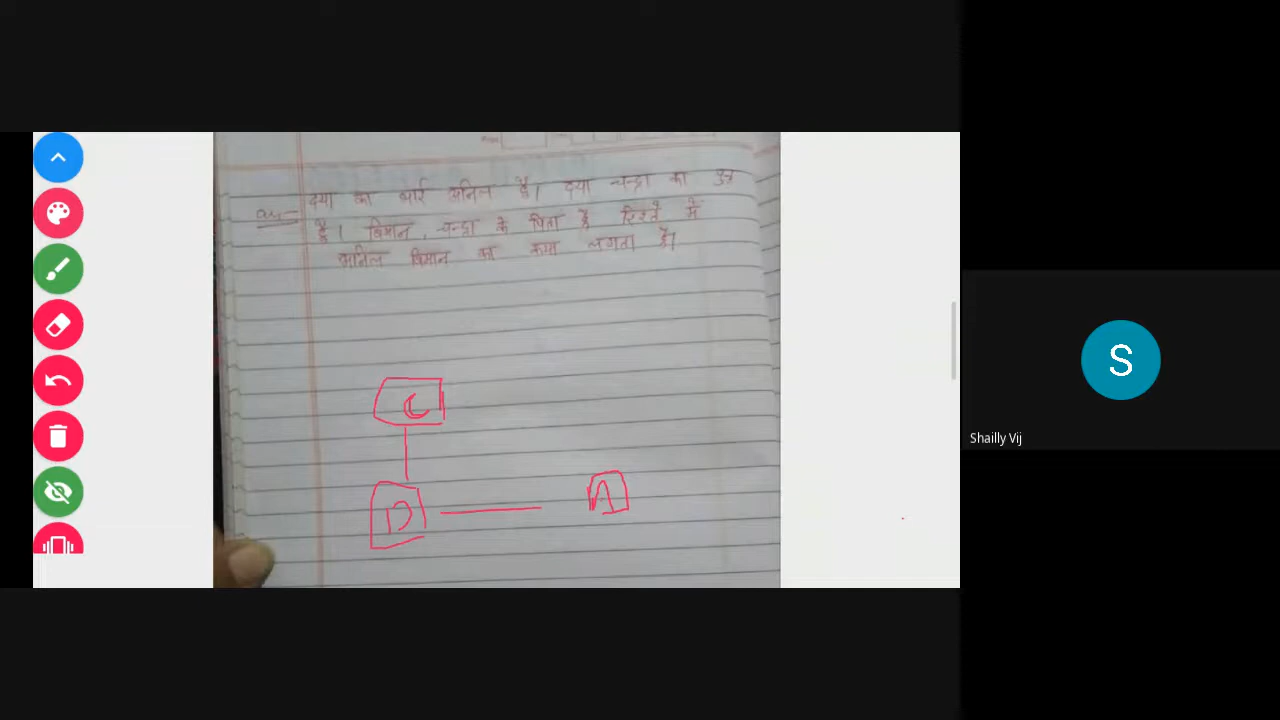 दया का भाई अनिल है। दया चन्द्रा का पुत्र
है। बिमान, चन्द्रा के पिता है रिश्ते में
अनिल बिमान का क्या लगता है।
C
D
A
S
Shailly Vij